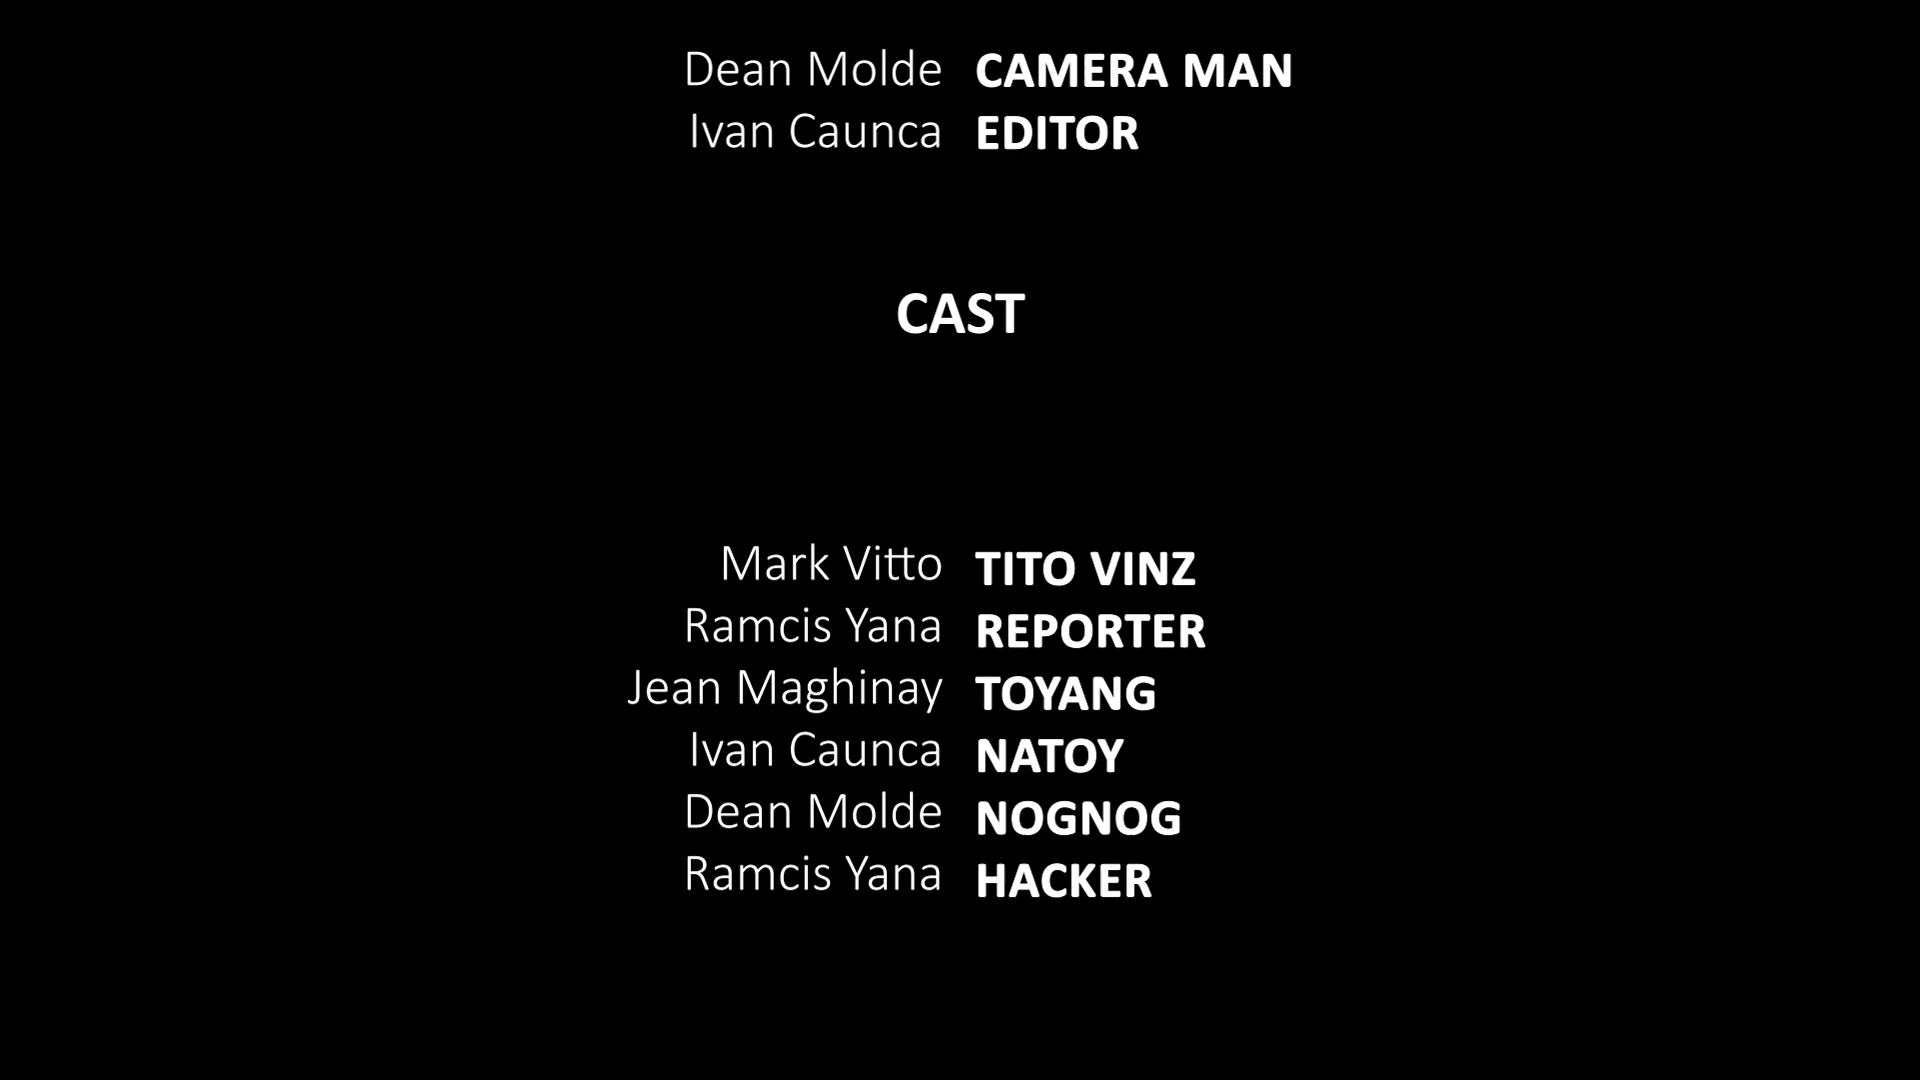 Dean Molde CAMERA MAN
Ivan Caunca EDITOR
CAST
Mark Vitto TITO VINZ
Ramcis Yana REPORTER
Jean Maghinay TOYANG
Ivan Caunca NATOY
Dean Molde NOGNOG
Ramcis Yana HACKER